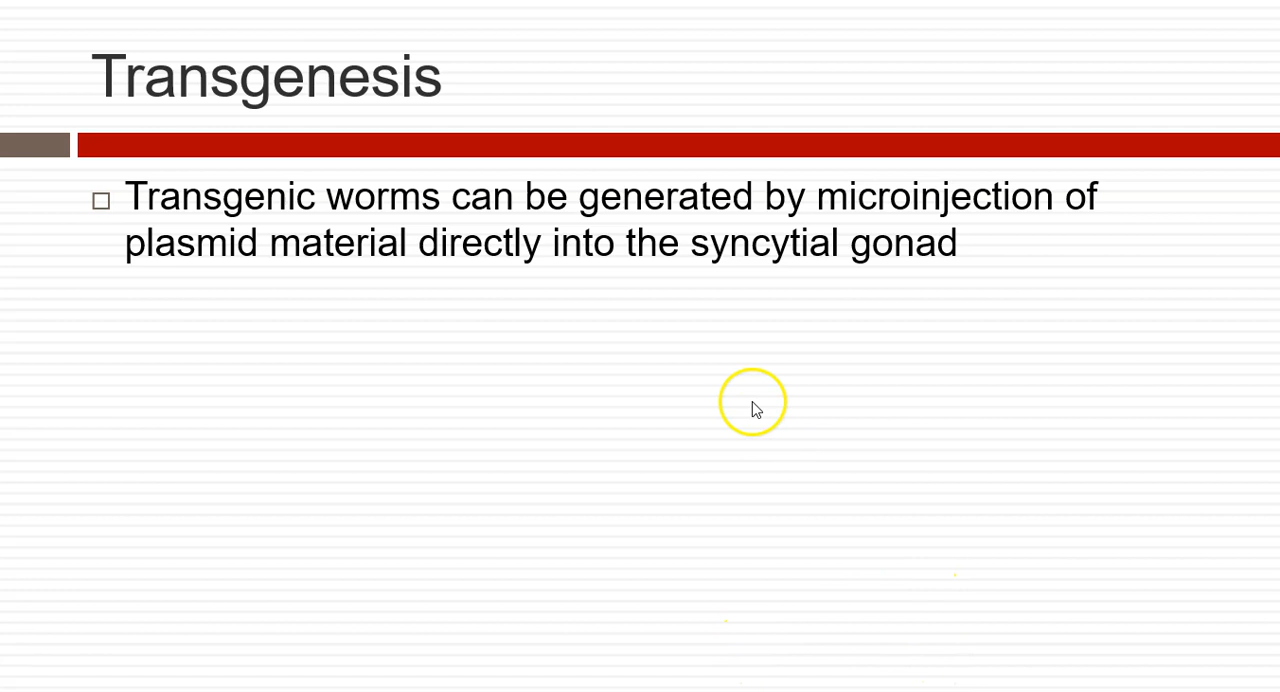 Transgenesis
Transgenic worms can be generated by microinjection of
plasmid material directly into the syncytial gonad